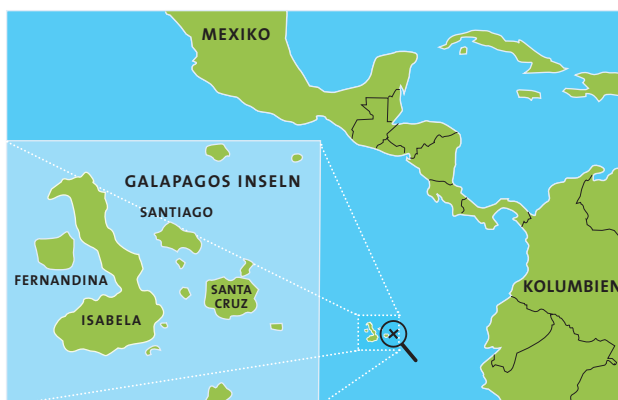 MEXIKO
GALAPAGOS INSELN
SANTIAGO
FERNANDINA
SANTA
CRUZ
ISABELA
KOLUMBIEN